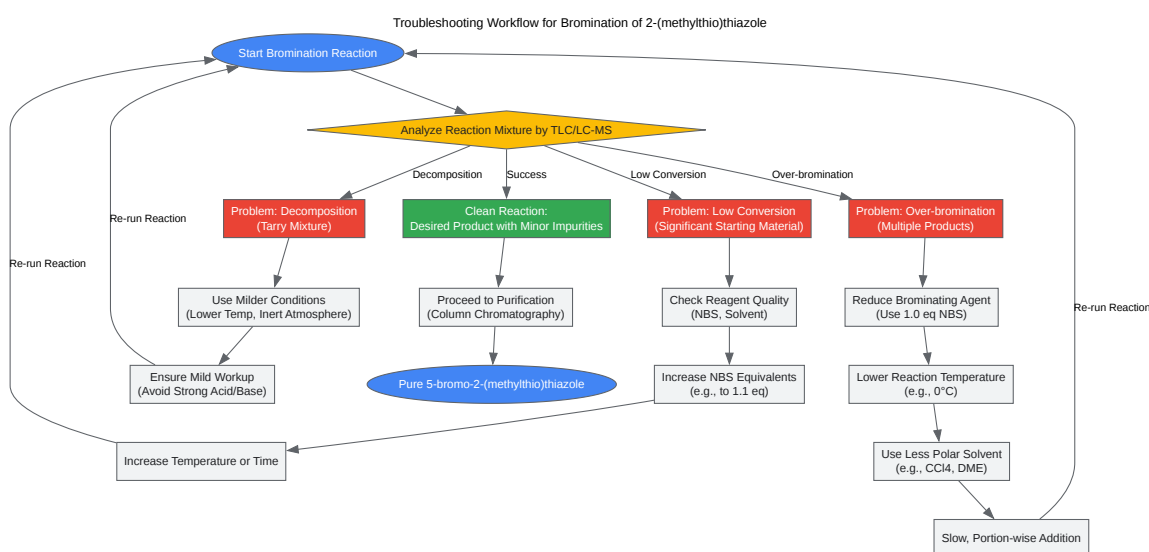 Troubleshooting Workflow for Bromination of 2-(methylthio)thiazole
Start Bromination Reaction
Analyze Reaction Mixture by TLC/LC-MS
Decomposition
Success
Low Conversion
Over-bromination
Problem: Decomposition
(Tarry Mixture)
Clean Reaction:
Desired Product with Minor Impurities
Problem: Low Conversion
(Significant Starting Material)
Problem: Over-bromination
(Multiple Products)
Re-run Reaction
Re-run Reaction
Re-run Reaction
Use Milder Conditions
(Lower Temp, Inert Atmosphere)
Proceed to Purification
(Column Chromatography)
Check Reagent Quality
(NBS, Solvent)
Reduce Brominating Agent
(Use 1.0 eq NBS)
Ensure Mild Workup
(Avoid Strong Acid/Base)
Pure 5-bromo-2-(methylthio)thiazole
Increase NBS Equivalents
(e.g., to 1.1 eq)
Lower Reaction Temperature
(e.g., 0°C)
Increase Temperature or Time
Use Less Polar Solvent
(e.g., CCl4, DME)
Slow, Portion-wise Addition